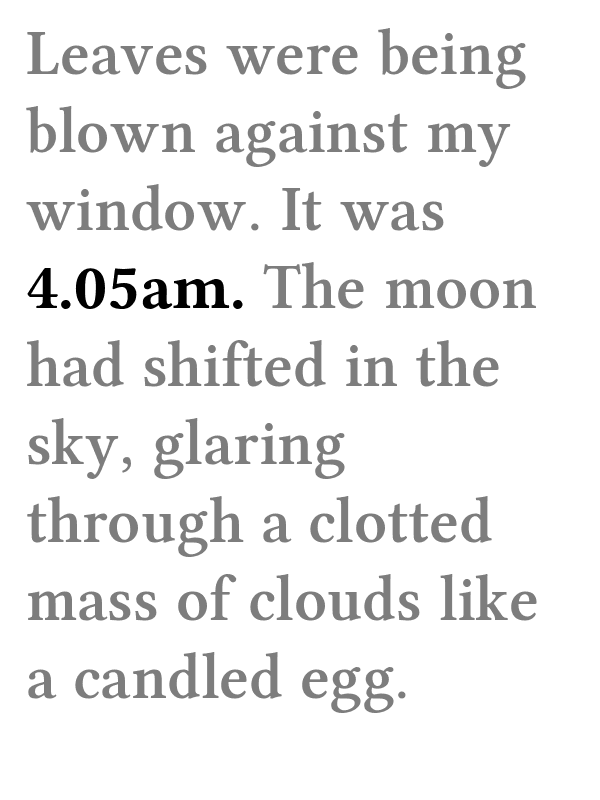 Leaves were being
blown against my
window. It was
4.05am. The moon
had shifted in the
sky, glaring
through a clotted
mass of clouds like
a candled egg.